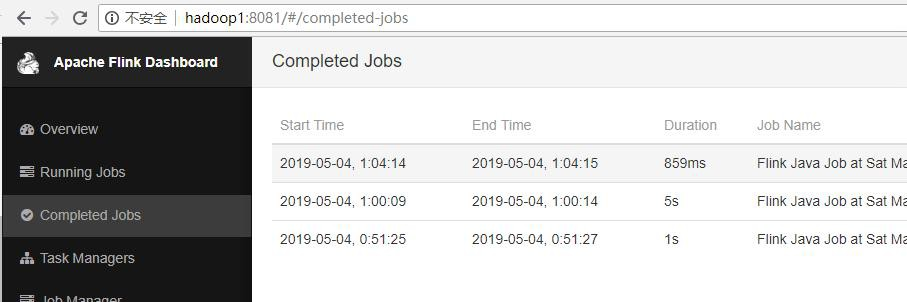 不安全 hadoop1:8081/#/completed-jobs
Apache Flink Dashboard
Completed Jobs
Overview
Running Jobs
Completed Jobs
Task Managers
Job Manager
Start Time End Time Duration Job Name
2019-05-04, 1:04:14 2019-05-04, 1:04:15 859ms Flink Java Job at Sat Ma
2019-05-04, 1:00:09 2019-05-04, 1:00:14 5s Flink Java Job at Sat Ma
2019-05-04, 0:51:25 2019-05-04, 0:51:27 1s Flink Java Job at Sat Ma